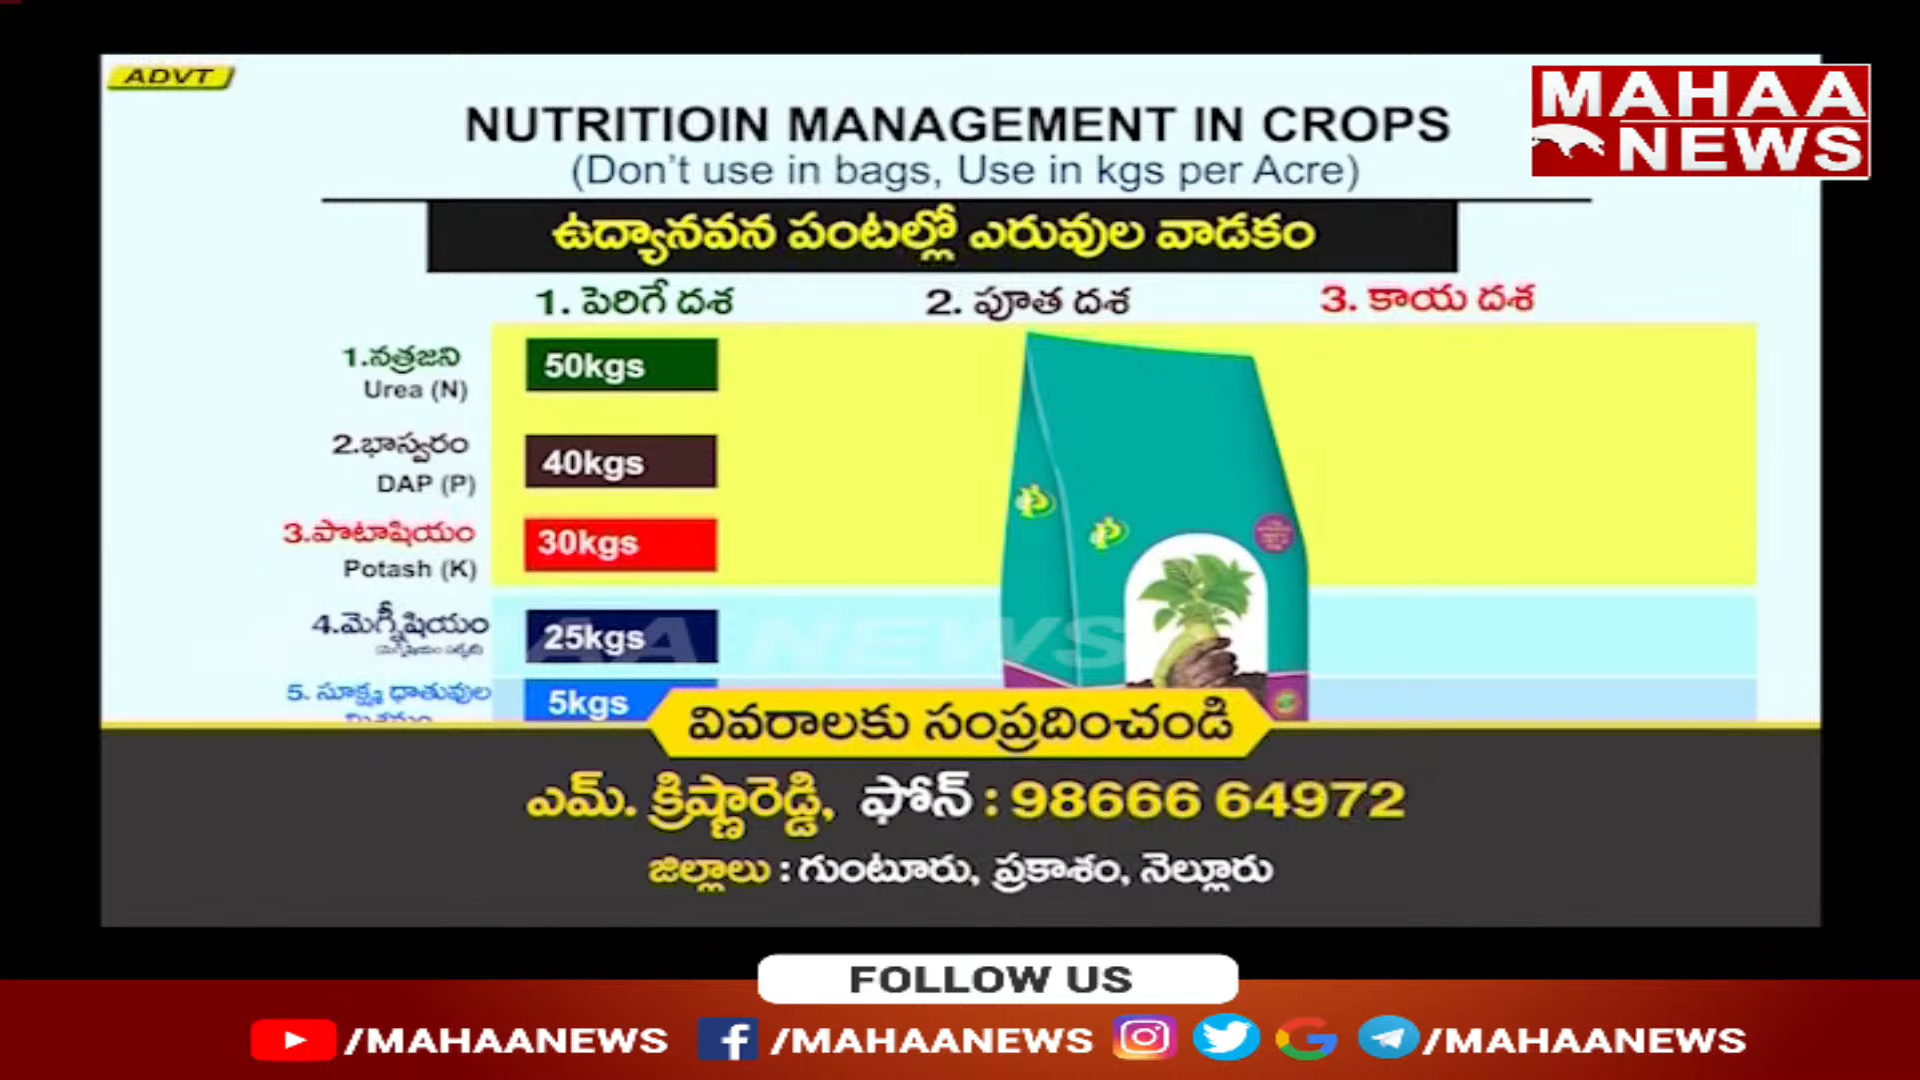 ADVT
MAHAA
NEWS
NUTRITIOIN MANAGEMENT IN CROPS
(Don't use in bags, Use in kgs per Acre)
ఉద్యానవన పంటల్లో ఎరువుల వాడకం
1. పెరిగే దశ 2. పూత దశ 3. కాయ దశ
1.నత్రజని 50kgs
Urea (N)
2.భాస్వరం 40kgs
DAP (P)
3.పొటాషియం 30kgs
Potash (K)
4.మెగ్నీషియం 25kgs
5. సూక్ష్మ ధాతువుల 5kgs
AA NEWS
వివరాలకు సంప్రదించండి
ఎమ్. క్రిష్ణారెడ్డి, ఫోన్ : 98666 64972
జిల్లాలు : గుంటూరు, ప్రకాశం, నెల్లూరు
FOLLOW US
/MAHAANEWS /MAHAANEWS /MAHAANEWS